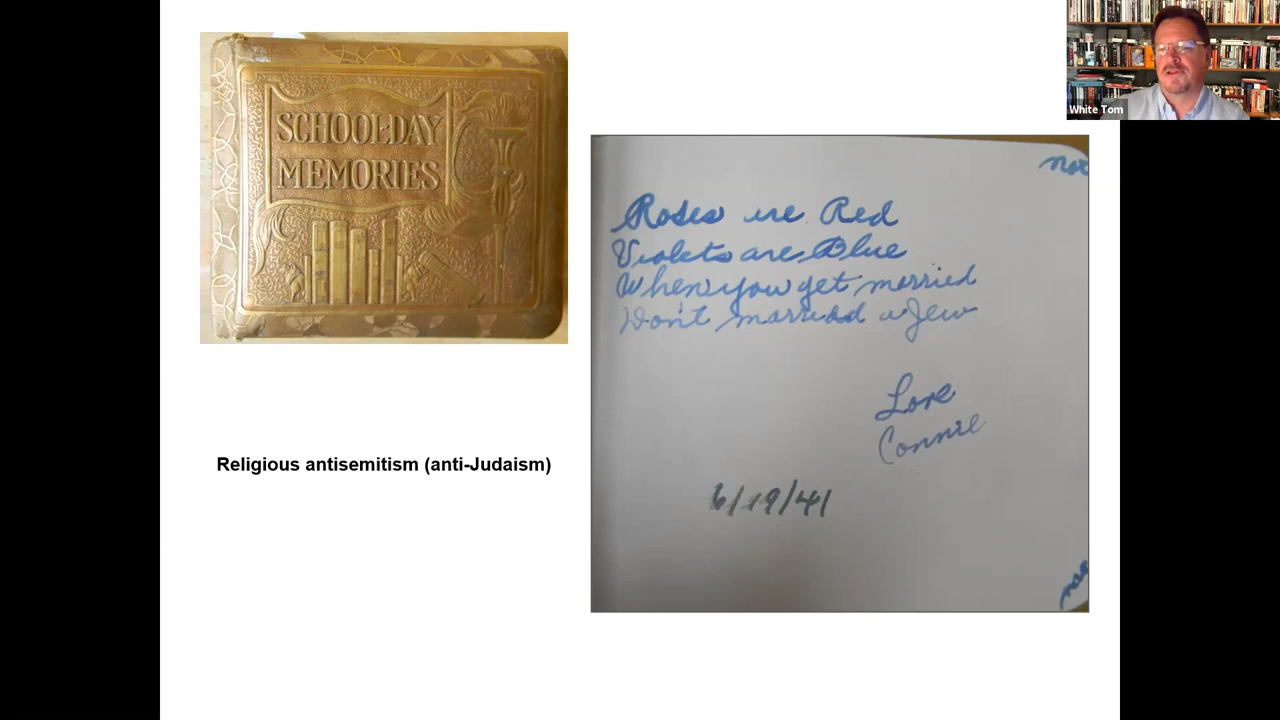 SCHOOL-DAY
MEMORIES
White Tom
Roses are Red
Violets are Blue
When you get married
Don't married a Jew
Love
Connie
6/19/41
Religious antisemitism (anti-Judaism)